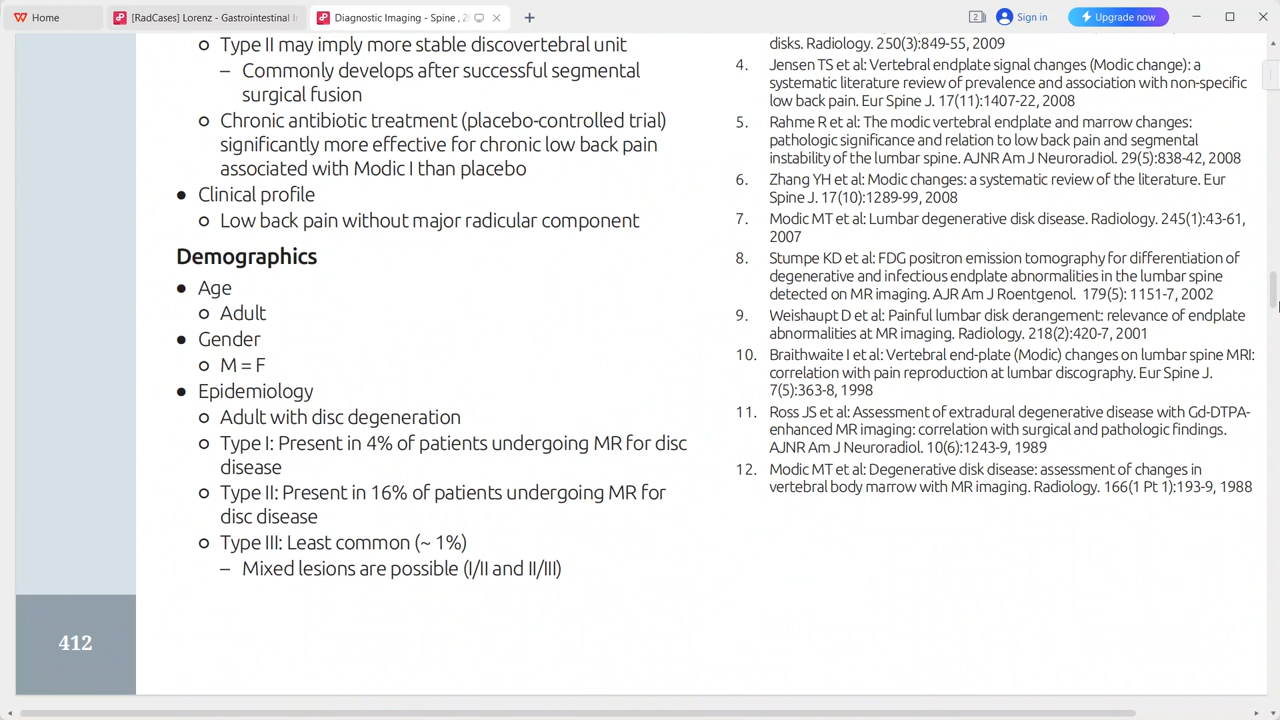 Home
[RadCases] Lorenz - Gastrointestinal I
Diagnostic Imaging - Spine , 2
2
Sign in
Upgrade now
Type II may imply more stable discovertebral unit
– Commonly develops after successful segmental
surgical fusion
Chronic antibiotic treatment (placebo-controlled trial)
significantly more effective for chronic low back pain
associated with Modic I than placebo
• Clinical profile
Low back pain without major radicular component
Demographics
• Age
Adult
• Gender
M = F
• Epidemiology
Adult with disc degeneration
Type I: Present in 4% of patients undergoing MR for disc
disease
Type II: Present in 16% of patients undergoing MR for
disc disease
Type III: Least common (~ 1%)
– Mixed lesions are possible (I/II and II/III)
412
disks. Radiology. 250(3):849-55, 2009
4. Jensen TS et al: Vertebral endplate signal changes (Modic change): a
systematic literature review of prevalence and association with non-specific
low back pain. Eur Spine J. 17(11):1407-22, 2008
5. Rahme R et al: The modic vertebral endplate and marrow changes:
pathologic significance and relation to low back pain and segmental
instability of the lumbar spine. AJNR Am J Neuroradiol. 29(5):838-42, 2008
6. Zhang YH et al: Modic changes: a systematic review of the literature. Eur
Spine J. 17(10):1289-99, 2008
7. Modic MT et al: Lumbar degenerative disk disease. Radiology. 245(1):43-61,
2007
8. Stumpe KD et al: FDG positron emission tomography for differentiation of
degenerative and infectious endplate abnormalities in the lumbar spine
detected on MR imaging. AJR Am J Roentgenol. 179(5): 1151-7, 2002
9. Weishaupt D et al: Painful lumbar disk derangement: relevance of endplate
abnormalities at MR imaging. Radiology. 218(2):420-7, 2001
10. Braithwaite I et al: Vertebral end-plate (Modic) changes on lumbar spine MRI:
correlation with pain reproduction at lumbar discography. Eur Spine J.
7(5):363-8, 1998
11. Ross JS et al: Assessment of extradural degenerative disease with Gd-DTPA-
enhanced MR imaging: correlation with surgical and pathologic findings.
AJNR Am J Neuroradiol. 10(6):1243-9, 1989
12. Modic MT et al: Degenerative disk disease: assessment of changes in
vertebral body marrow with MR imaging. Radiology. 166(1 Pt 1):193-9, 1988